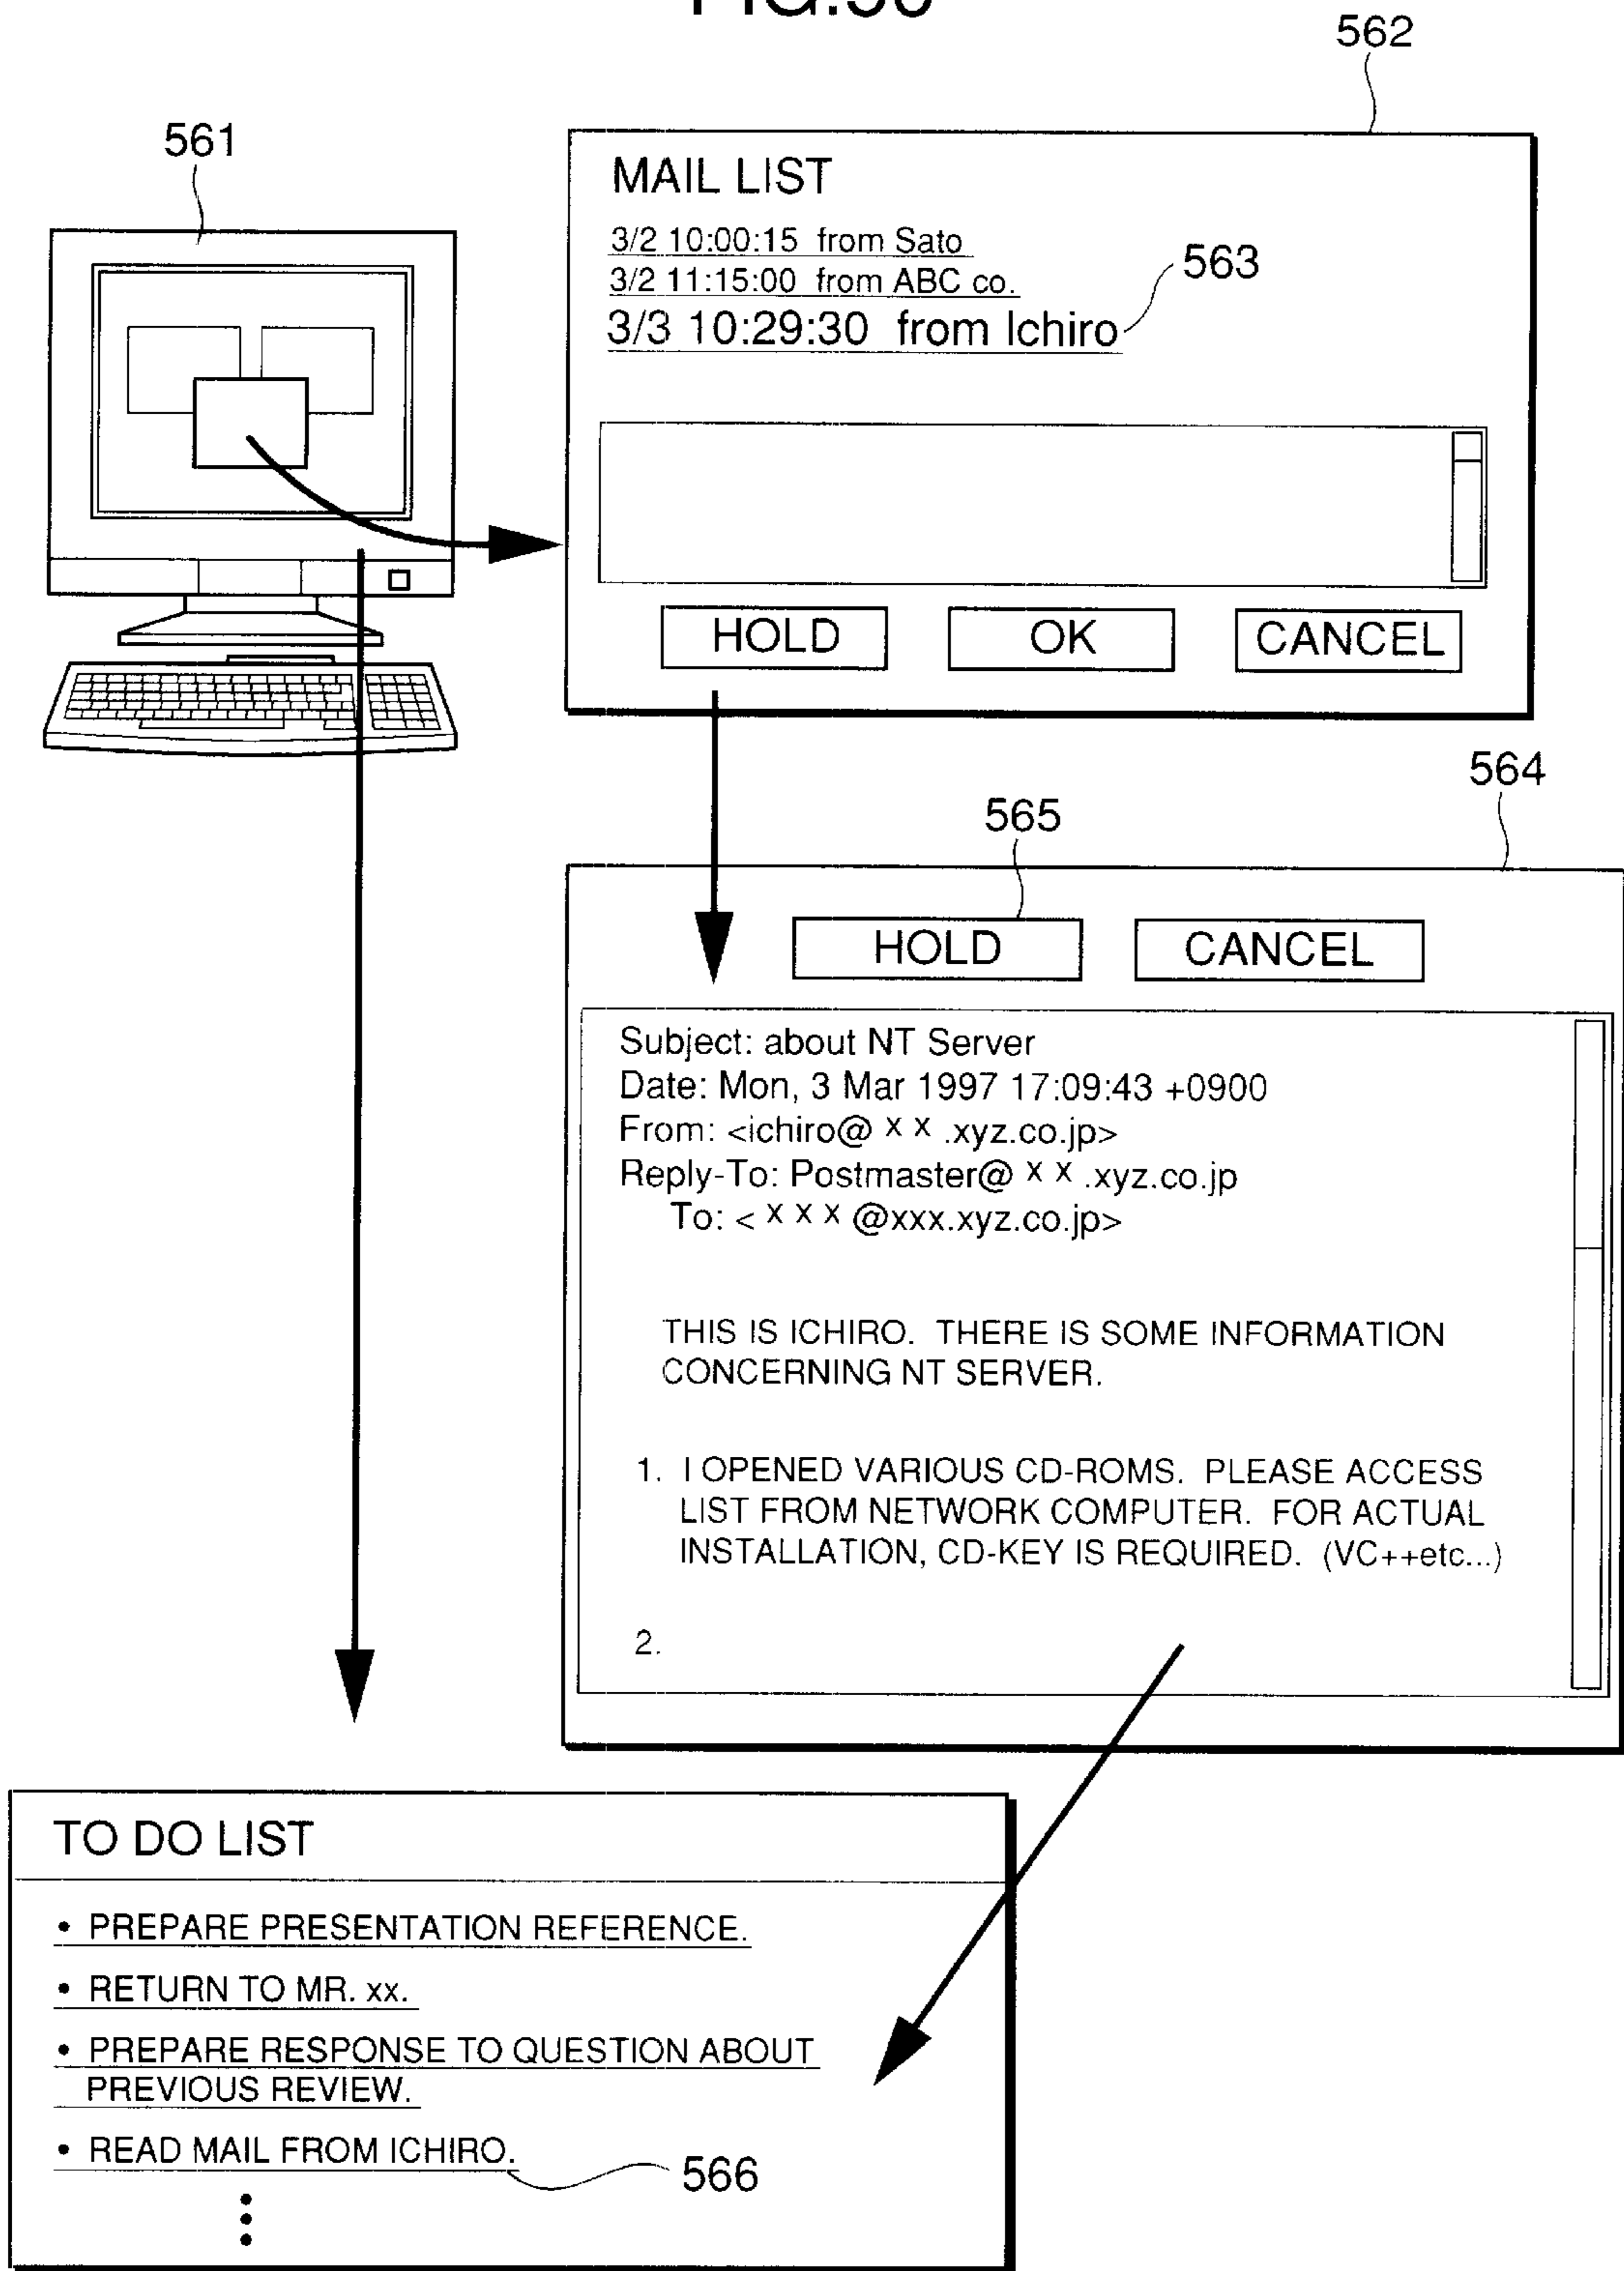 562
561
MAIL LIST
3/2 10:00:15 from Sato
3/2 11:15:00 from ABC co.
563
3/3 10:29:30 from Ichiro
HOLD
OK
CANCEL
564
565
HOLD
CANCEL
Subject: about NT Server
Date: Mon, 3 Mar 1997 17:09:43 +0900
From: <ichiro@ x x .xyz.co.jp>
Reply-To: Postmaster@ x x .xyz.co.jp
To: < x x x @xxx.xyz.co.jp>
THIS IS ICHIRO. THERE IS SOME INFORMATION
CONCERNING NT SERVER.
1. I OPENED VARIOUS CD-ROMS. PLEASE ACCESS
LIST FROM NETWORK COMPUTER. FOR ACTUAL
INSTALLATION, CD-KEY IS REQUIRED. (VC++etc...)
2.
TO DO LIST
• PREPARE PRESENTATION REFERENCE.
• RETURN TO MR. xx.
• PREPARE RESPONSE TO QUESTION ABOUT
PREVIOUS REVIEW.
• READ MAIL FROM ICHIRO.
566